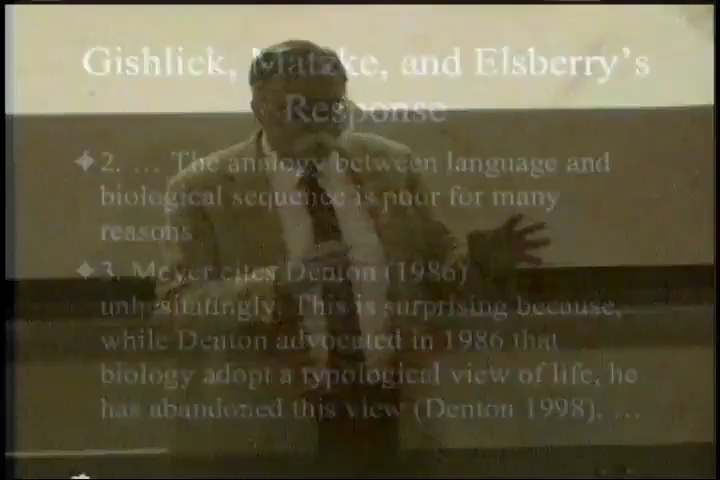 Gishlick, Matzke, and Elsberry's
Response
2. ... The analogy between language and
biological sequence is poor for many
reasons
3. Meyer cites Denton (1986)
unhesitatingly. This is surprising because,
while Denton advocated in 1986 that
biology adopt a typological view of life, he
has abandoned this view (Denton 1998). ...